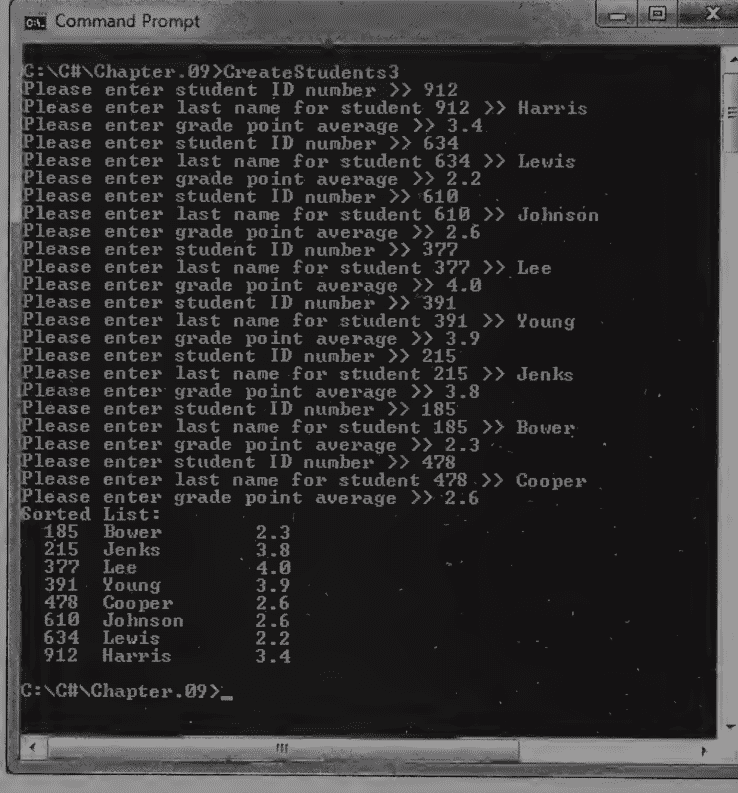 Command Prompt
C:\C#\Chapter.09>CreateStudents3
Please enter student ID number >> 912
Please enter last name for student 912 >> Harris
Please enter grade point average >> 3.4
Please enter student ID number >> 634
Please enter last name for student 634 >> Lewis
Please enter grade point average >> 2.2
Please enter student ID number >> 610
Please enter last name for student 610 >> Johnson
Please enter grade point average >> 2.6
Please enter student ID number >> 377
Please enter last name for student 377 >> Lee
Please enter grade point average >> 4.0
Please enter student ID number >> 391
Please enter last name for student 391 >> Young
Please enter grade point average >> 3.9
Please enter student ID number >> 215
Please enter last name for student 215 >> Jenks
Please enter grade point average >> 3.8
Please enter student ID number >> 185
Please enter last name for student 185 >> Bower
Please enter grade point average >> 2.3
Please enter student ID number >> 478
Please enter last name for student 478 >> Cooper
Please enter grade point average >> 2.6
Sorted List:
185 Bower 2.3
215 Jenks 3.8
377 Lee 4.0
391 Young 3.9
478 Cooper 2.6
610 Johnson 2.6
634 Lewis 2.2
912 Harris 3.4
C:\C#\Chapter.09>_